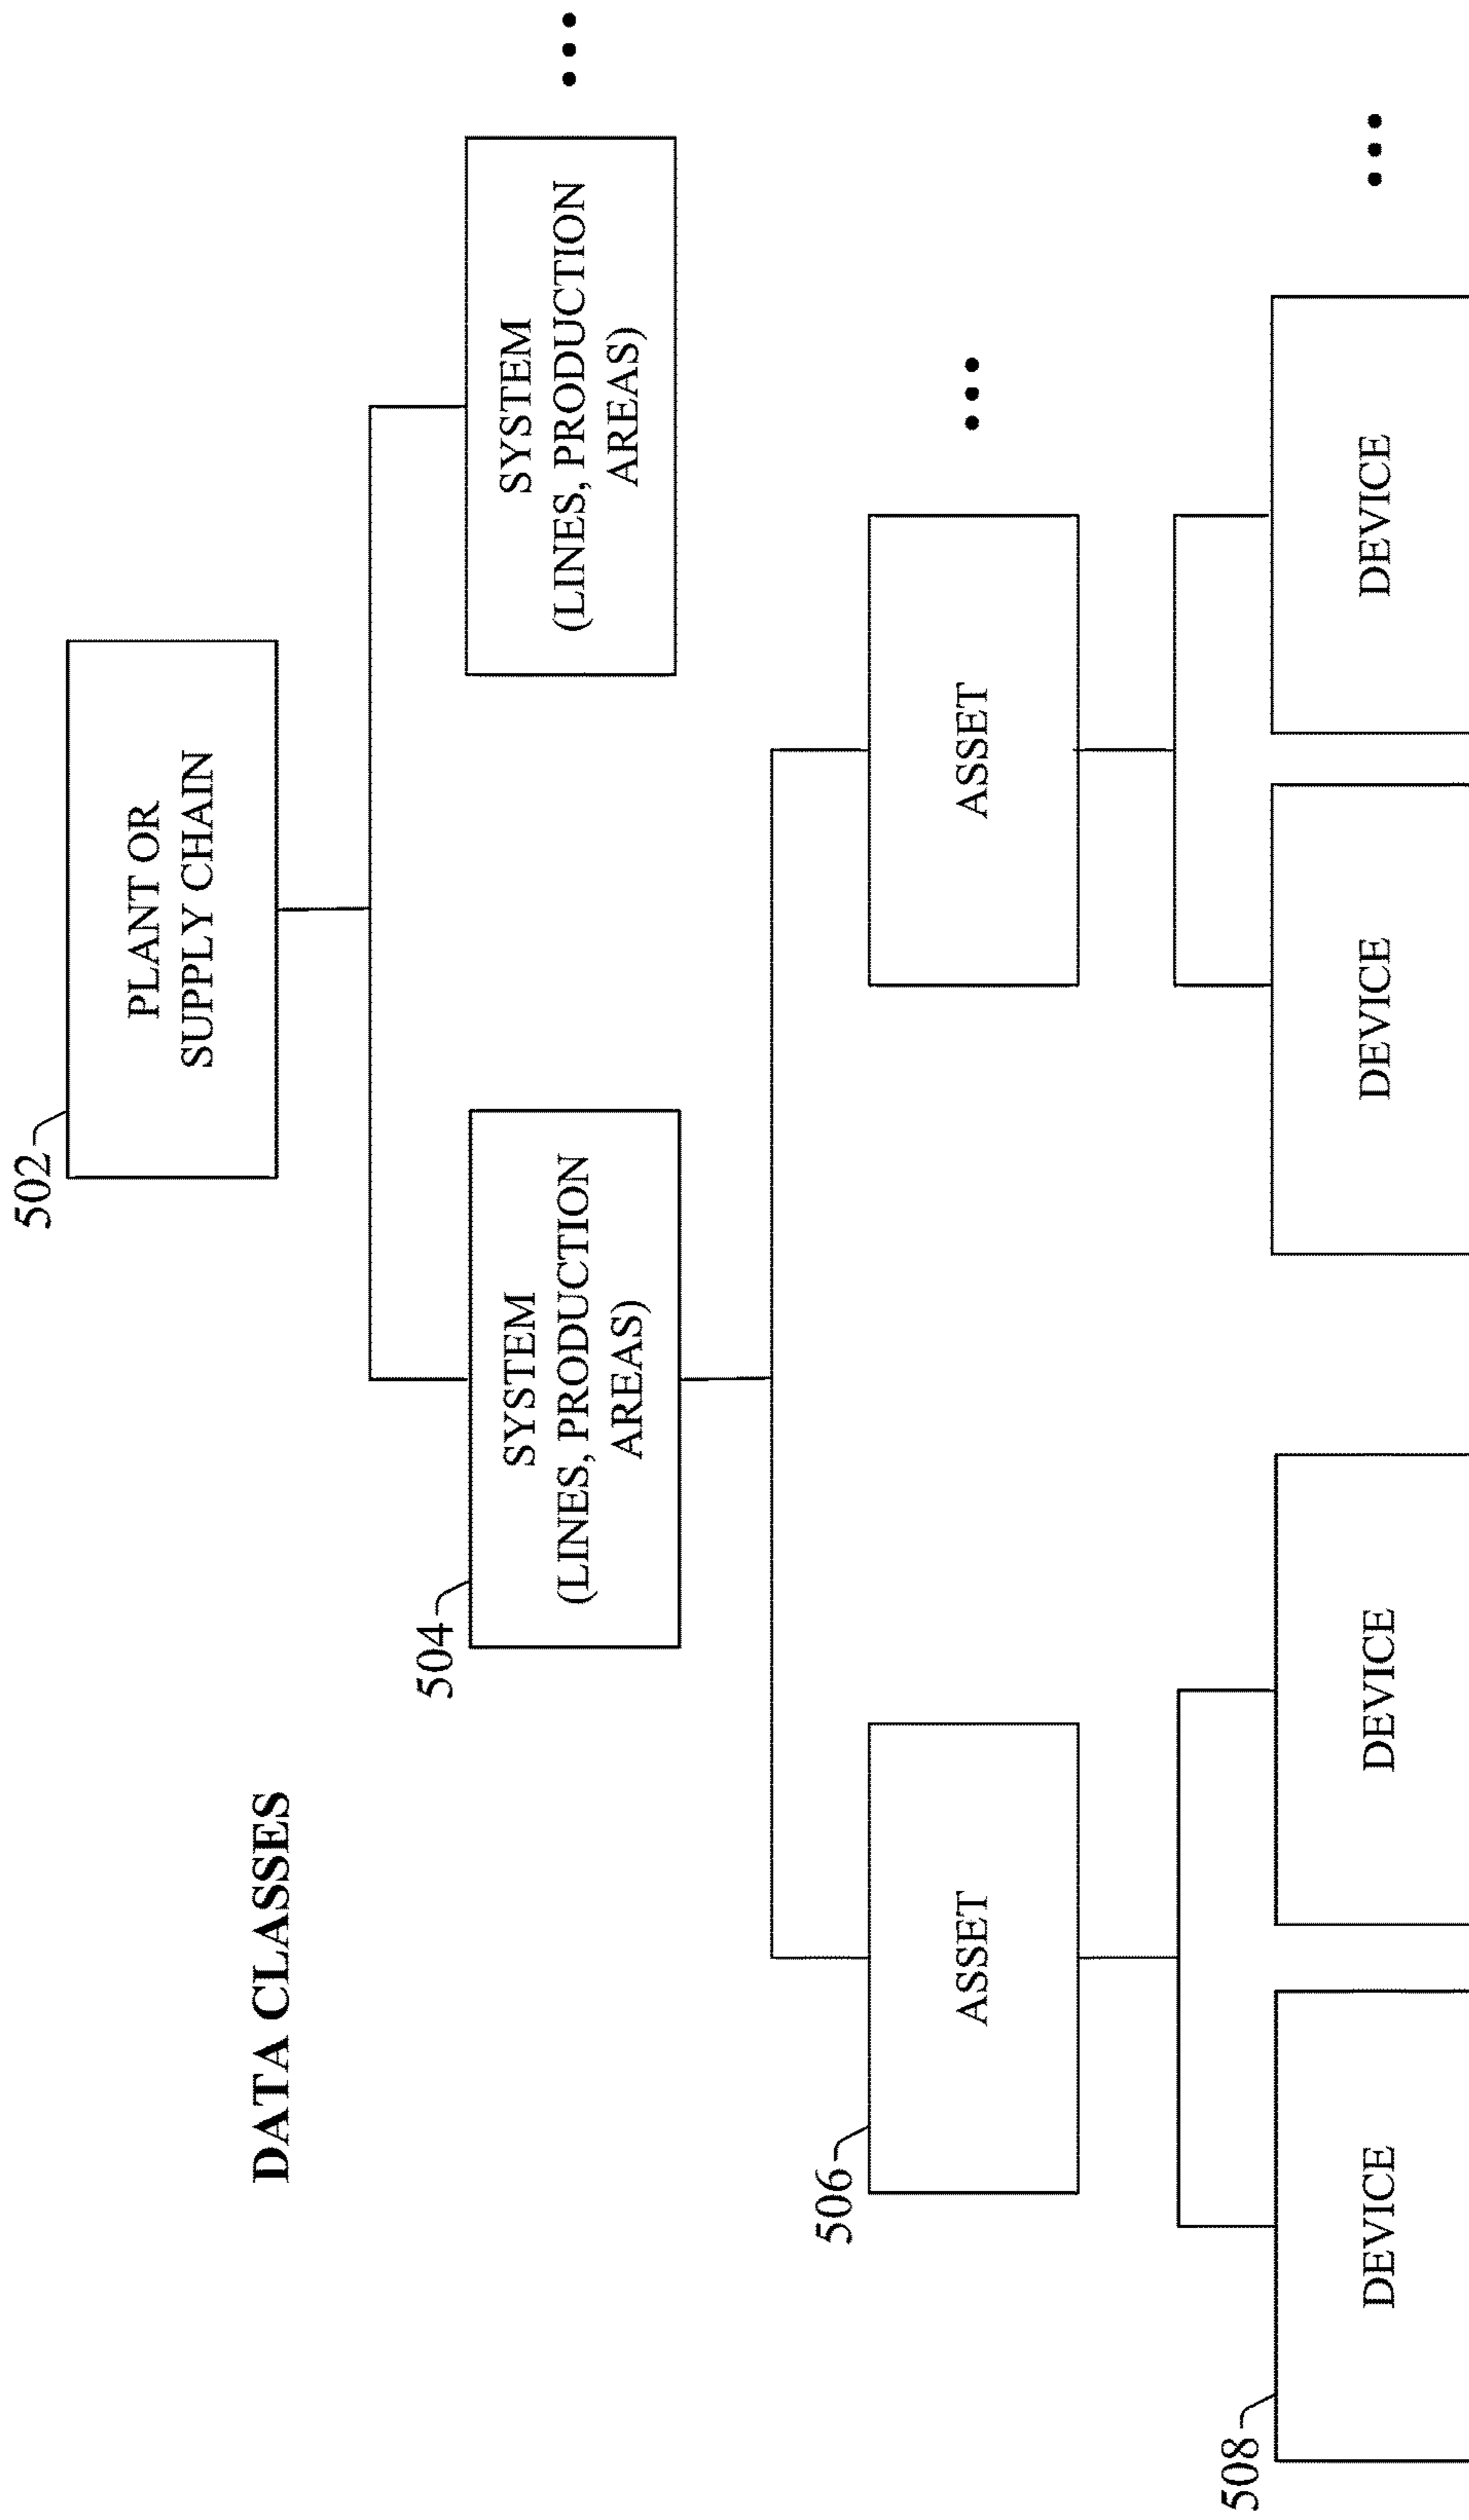 DATA CLASSES
502
PLANT OR
SUPPLY CHAIN
504
SYSTEM
(LINES, PRODUCTION
AREAS)
SYSTEM
(LINES, PRODUCTION
AREAS)
...
506
ASSET
ASSET
...
508
DEVICE
DEVICE
DEVICE
DEVICE
...